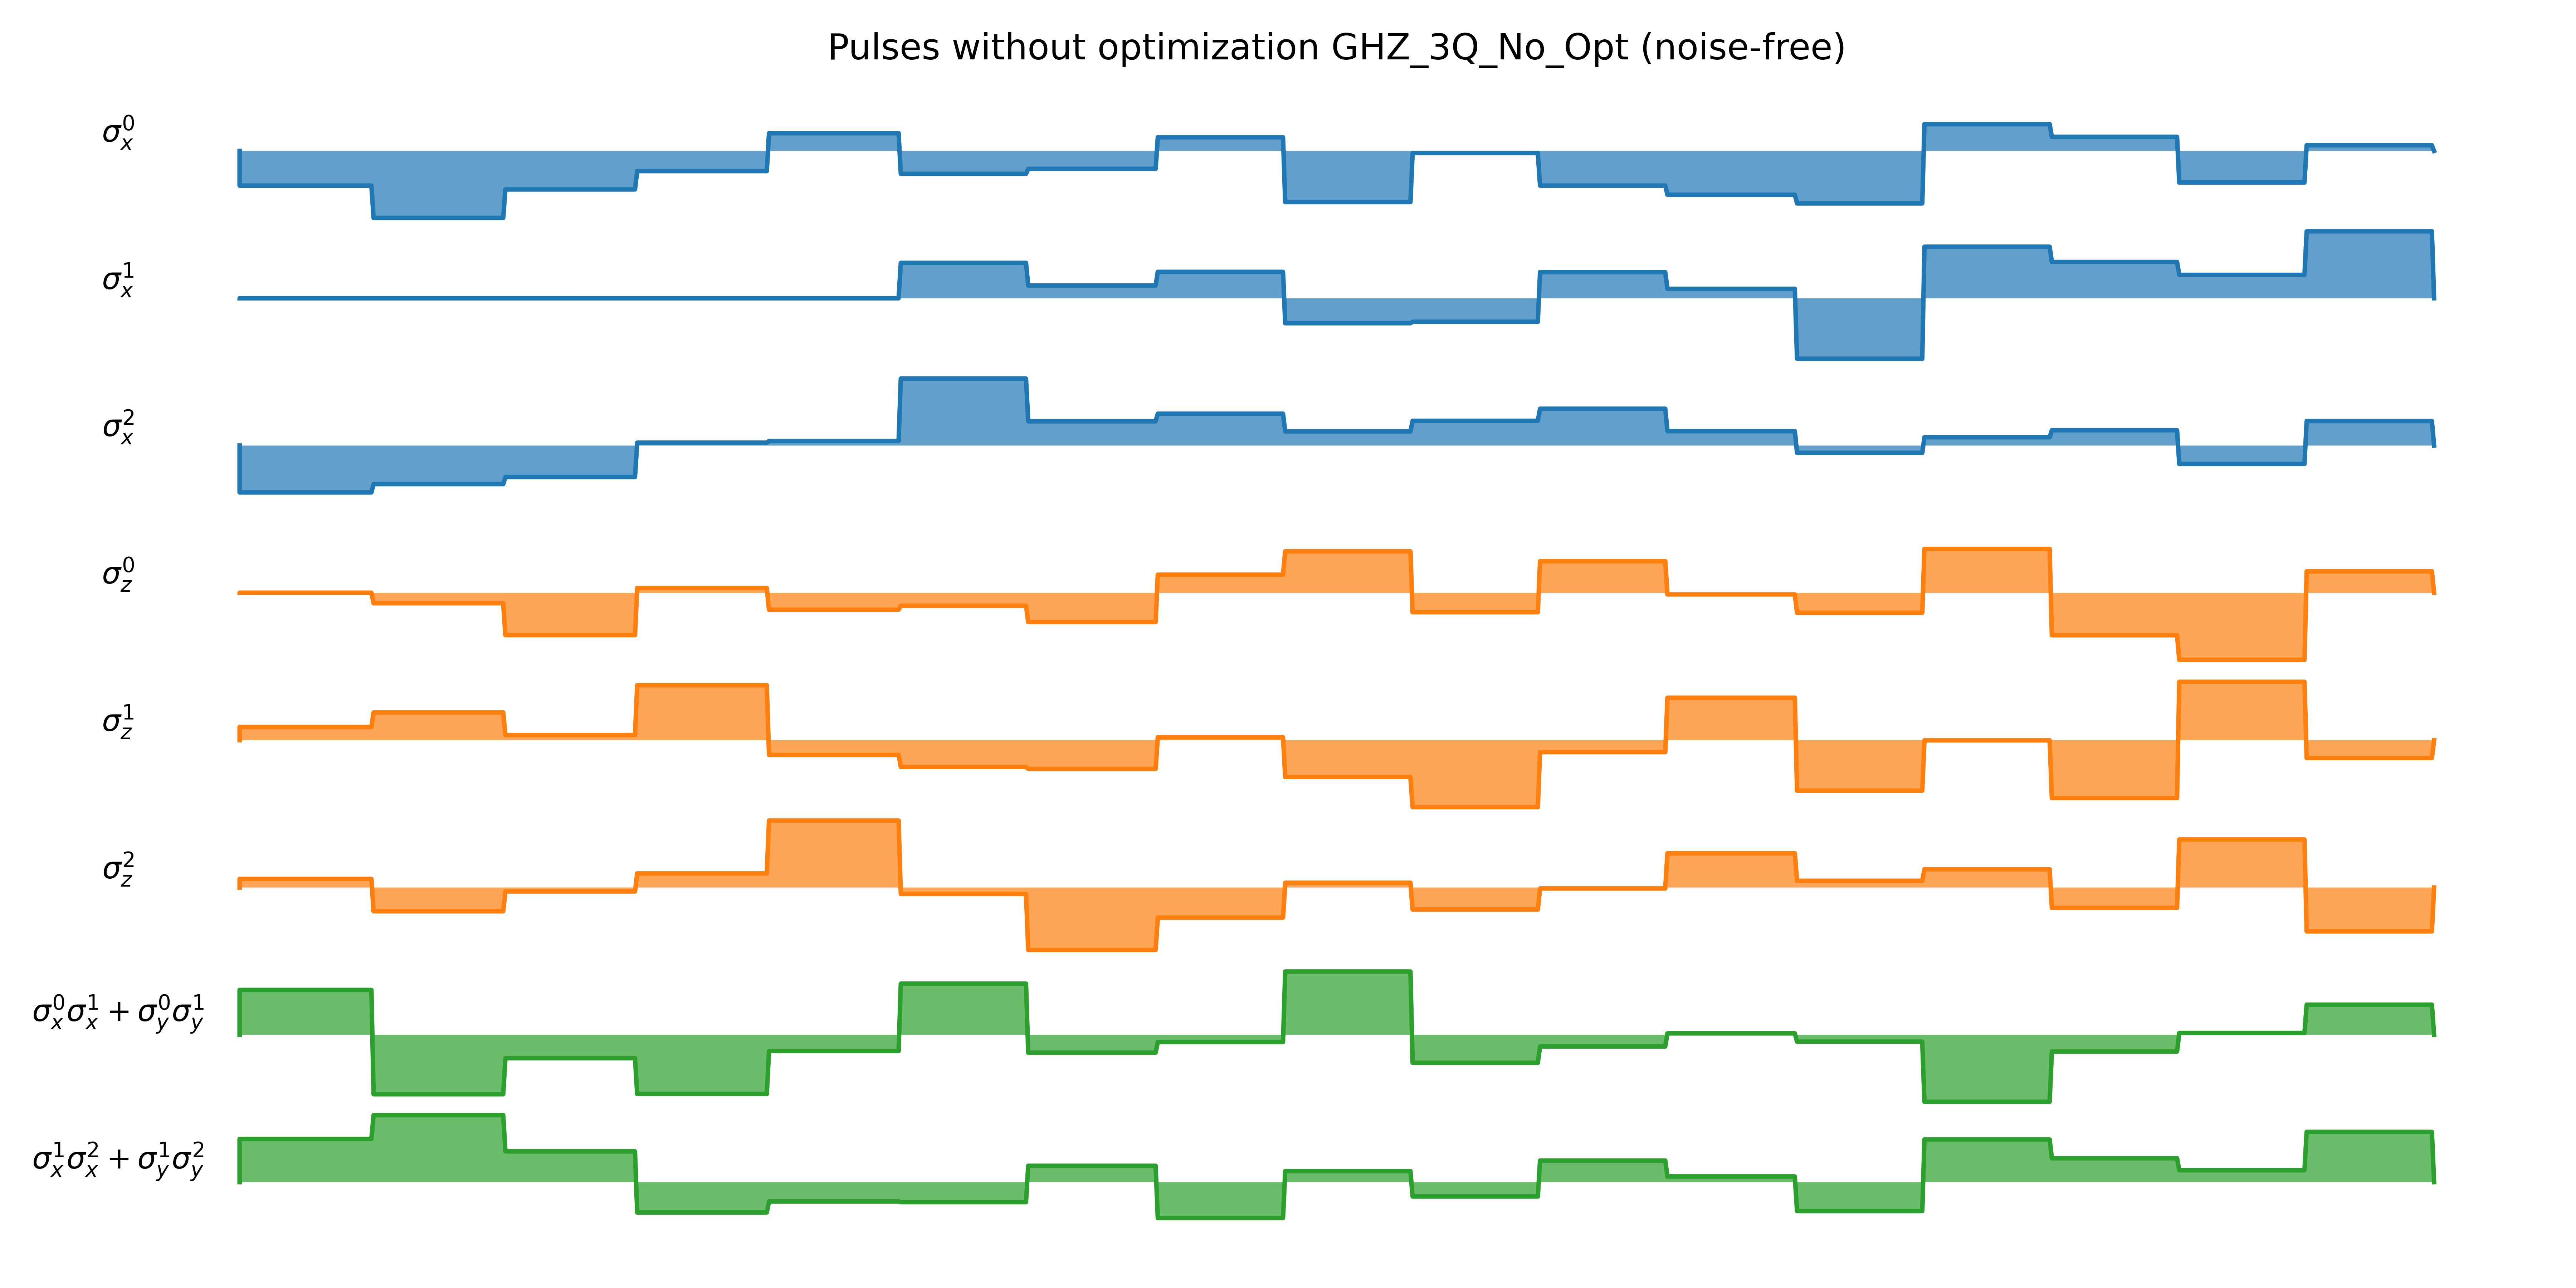 Pulses without optimization GHZ_3Q_No_Opt (noise-free)
σ_x^0
σ_x^1
σ_x^2
σ_z^0
σ_z^1
σ_z^2
σ_x^0σ_x^1 + σ_y^0σ_y^1
σ_x^1σ_x^2 + σ_y^1σ_y^2